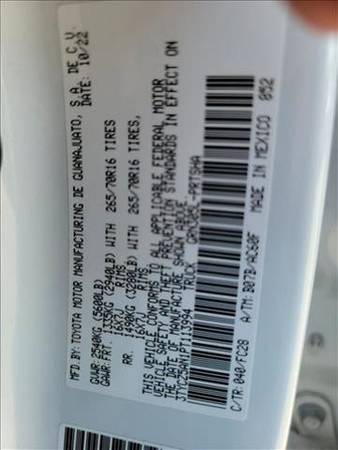 MFD.BY: TOYOTA MOTOR MANUFACTURING DE GUANAJUATO, S.A. DE C.V.
DATE: 10/22
GVWR:2540KG(5600LB)
GAWR:FRT. 1335KG (2940LB) WITH 265/70R16 TIRES
16X7J RIMS
RR. 1490KG (3280LB) WITH 265/70R16 TIRES
16X7J RIMS
THIS VEHICLE CONFORMS TO ALL APPLICABLE FEDERAL MOTOR
VEHICLE SAFETY AND THEFT PREVENTION STANDARDS IN EFFECT ON
THE DATE OF MANUFACTURE SHOWN ABOVE.
TRUCK
C/TR:040/FC28
A/TM:B07B/AC60F
MADE IN MEXICO
052